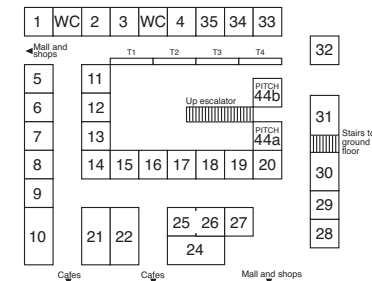 1 WC 2 3 WC 4 35 34 33
Mall and
shops
T1 T2 T3 T4
32
5 11
PITCH
44b
6 12
Up escalator
31
7 13
PITCH
44a
Stairs to
ground
floor
8 14 15 16 17 18 19 20
30
9
29
10 21 22 25 26 27
28
24
Cafes Cafes Mall and shops